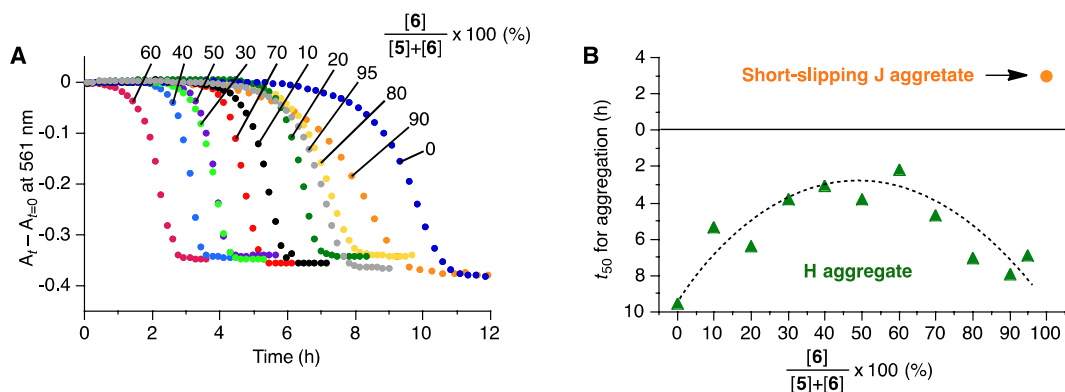 A
[6]
[5]+[6] x 100 (%)
60 40 50 30 70 10 20 95 80 90 0
0
-0.1
-0.2
-0.3
-0.4
At – At=0 at 561 nm
0 2 4 6 8 10 12
Time (h)
B
4
2
0
2
4
6
8
10
t50 for aggregation (h)
Short-slipping J aggretate
H aggregate
0 10 20 30 40 50 60 70 80 90 100
[6]
[5]+[6] x 100 (%)